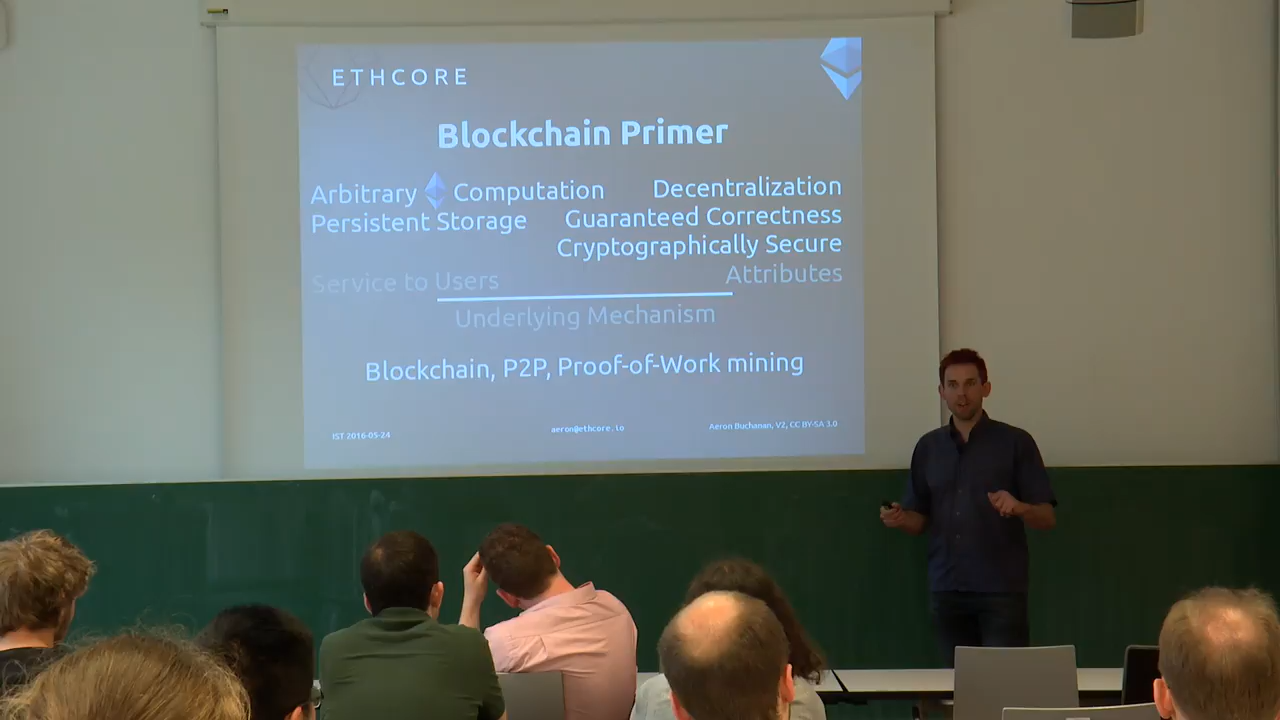 ETHCORE
Blockchain Primer
Arbitrary Computation
Persistent Storage
Decentralization
Guaranteed Correctness
Cryptographically Secure
Service to Users
Attributes
Underlying Mechanism
Blockchain, P2P, Proof-of-Work mining
IST 2016-05-24
aeron@ethcore.io
Aeron Buchanan, V2, CC BY-SA 3.0